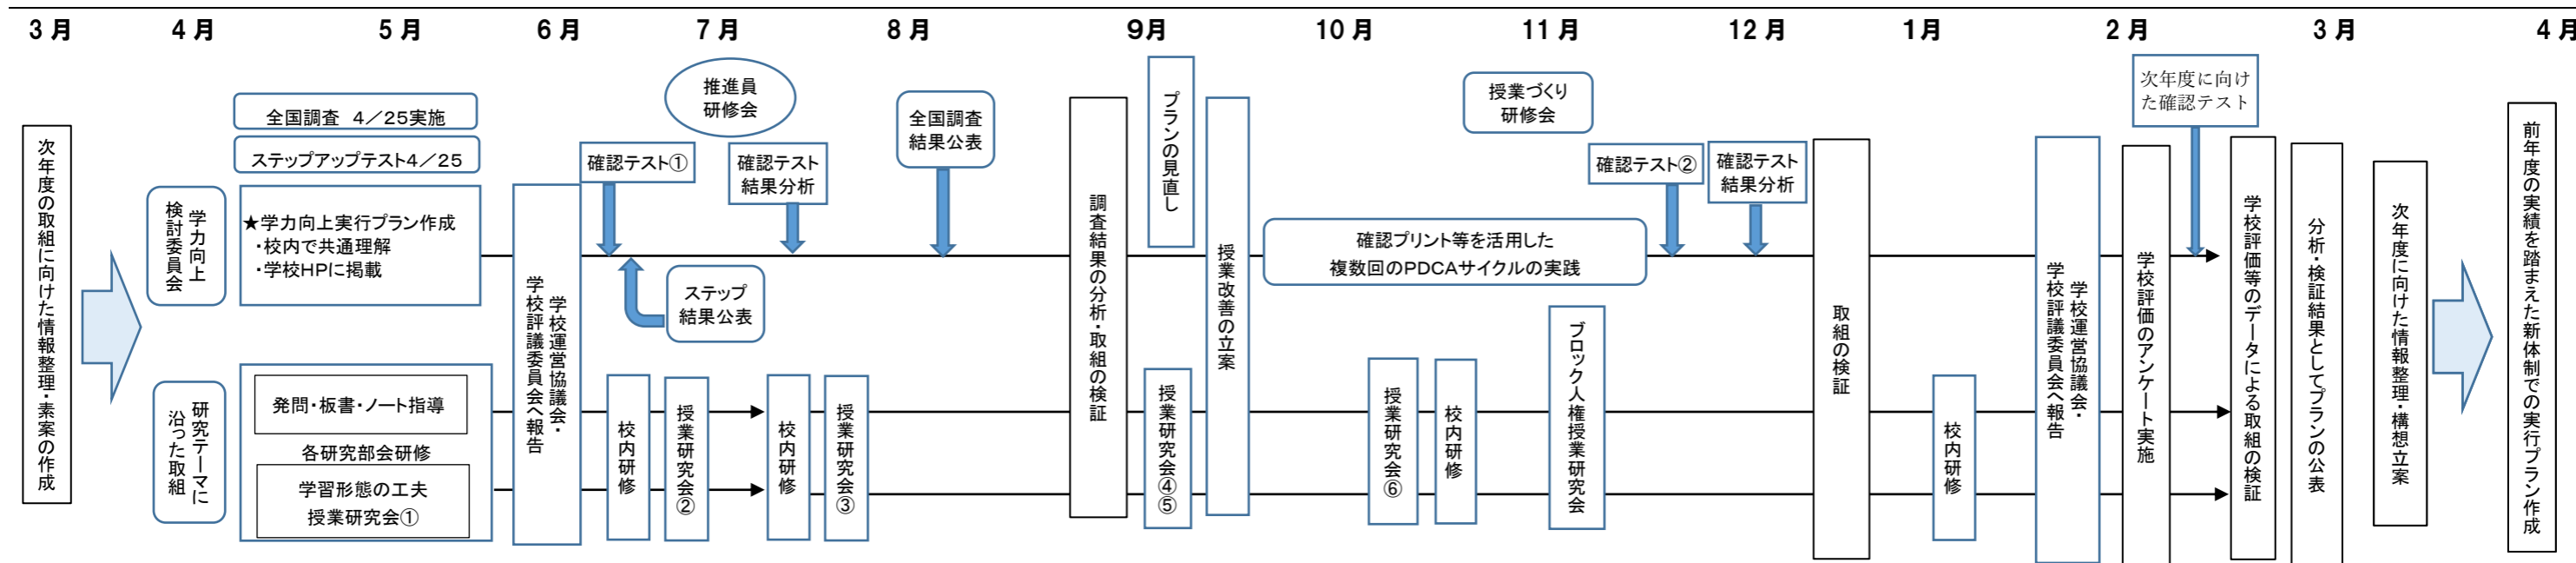 3月 4月 5月 6月 7月 8月 9月 10月 11月 12月 1月 2月 3月 4月
次年度の取組に向けた情報整理・素案の作成
学力向上
検討委員会
研究テーマに
沿った取組
全国調査 4/25実施
ステップアップテスト4/25
★学力向上実行プラン作成
・校内で共通理解
・学校HPに掲載
発問・板書・ノート指導
各研究部会研修
学習形態の工夫
授業研究会①
学校運営協議会・
学校評議委員会へ報告
確認テスト①
推進員
研修会
確認テスト
結果分析
ステップ
結果公表
校内研修
授業研究会②
校内研修
授業研究会③
全国調査
結果公表
調査結果の分析・取組の検証
プランの見直し
授業研究会④⑤
授業改善の立案
確認プリント等を活用した
複数回のPDCAサイクルの実践
授業研究会⑥
校内研修
授業づくり
研修会
ブロック人権授業研究会
確認テスト②
確認テスト
結果分析
取組の検証
校内研修
学校運営協議会・
学校評議委員会へ報告
学校評価のアンケート実施
次年度に向け
た確認テスト
学校評価等のデータによる取組の検証
分析・検証結果としてプランの公表
次年度に向けた情報整理・構想立案
前年度の実績を踏まえた新体制での実行プラン作成